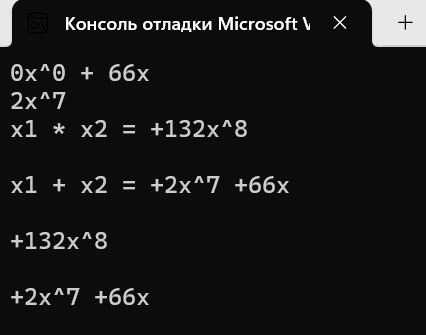 Консоль отладки Microsoft V
0x^0 + 66x
2x^7
x1 * x2 = +132x^8
x1 + x2 = +2x^7 +66x
+132x^8
+2x^7 +66x